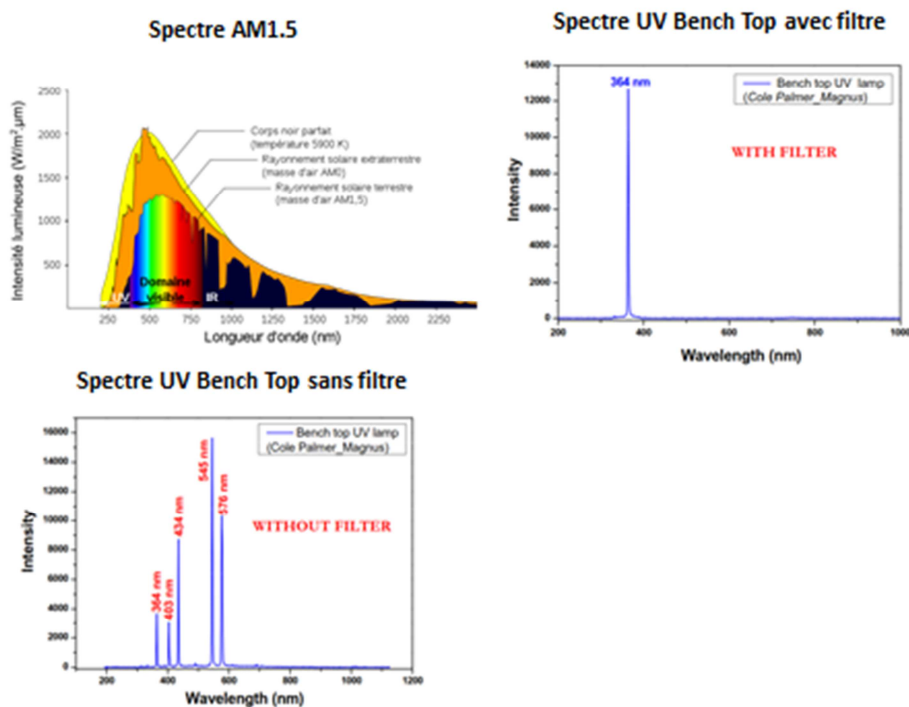 Spectre AM1.5
Intensité lumineuse (W/m².µm)
2500
2000
1500
1000
500
Corps noir parfait
(température 5900 K)
Rayonnement solaire extraterrestre
(masse d'air AM0)
Rayonnement solaire terrestre
(masse d'air AM1,5)
UV
Domaine
visible
IR
250 500 750 1000 1250 1500 1750 2000 2250
Longueur d'onde (nm)
Spectre UV Bench Top avec filtre
Intensity
14000
12000
10000
8000
6000
4000
2000
0
364 nm
Bench top UV lamp
(Cole Palmer_Magnus)
WITH FILTER
200 400 600 800 1000
Wavelength (nm)
Spectre UV Bench Top sans filtre
Intensity
16000
14000
12000
10000
8000
6000
4000
2000
0
364 nm
403 nm
434 nm
545 nm
576 nm
Bench top UV lamp
(Cole Palmer_Magnus)
WITHOUT FILTER
200 400 600 800 1000 1200
Wavelength (nm)